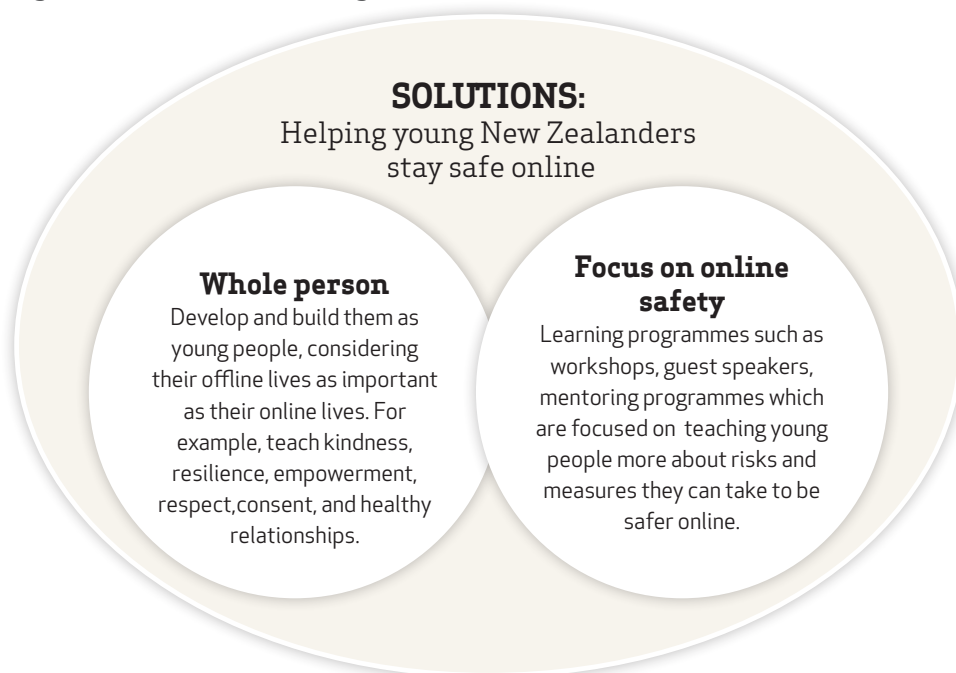 SOLUTIONS:
Helping young New Zealanders
stay safe online
Whole person
Develop and build them as
young people, considering
their offline lives as important
as their online lives. For
example, teach kindness,
resilience, empowerment,
respect,consent, and healthy
relationships.
Focus on online
safety
Learning programmes such as
workshops, guest speakers,
mentoring programmes which
are focused on  teaching young
people more about risks and
measures they can take to be
safer online.